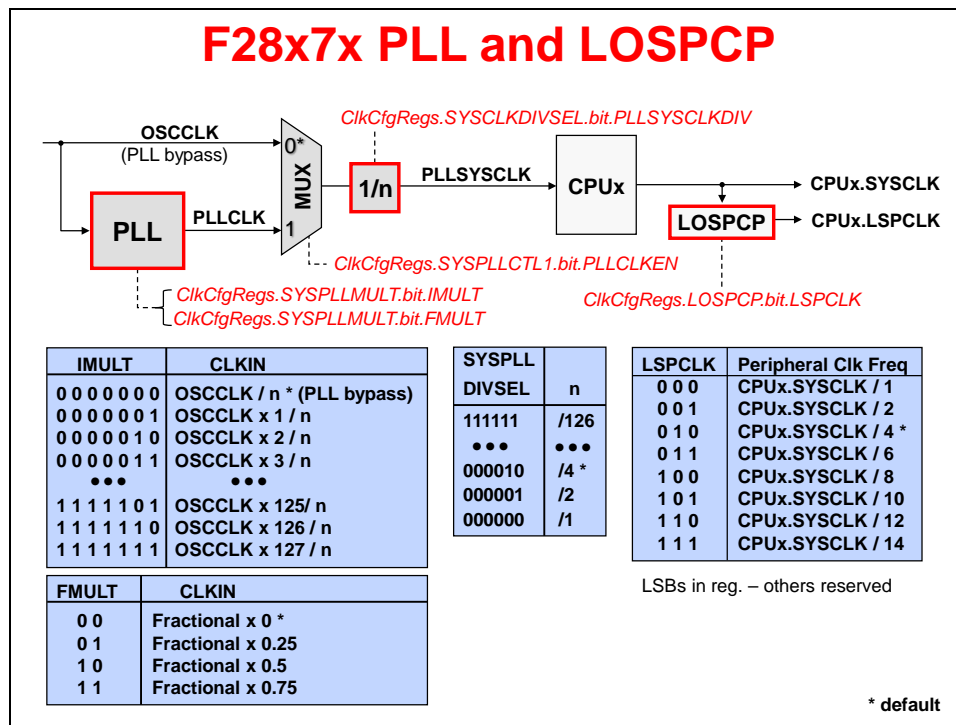 F28x7x PLL and LOSPCP
ClkCfgRegs.SYSCLKDIVSEL.bit.PLLSYSCLKDIV
OSCCLK
(PLL bypass)
0*
MUX
1
1/n
PLLSYSCLK
CPUx
CPUx.SYSCLK
PLL
PLLCLK
LOSPCP
CPUx.LSPCLK
ClkCfgRegs.SYSPLLCTL1.bit.PLLCLKEN
ClkCfgRegs.SYSPLLMULT.bit.IMULT
ClkCfgRegs.SYSPLLMULT.bit.FMULT
ClkCfgRegs.LOSPCP.bit.LSPCLK
IMULT CLKIN
0 0 0 0 0 0 0 OSCCLK / n * (PLL bypass)
0 0 0 0 0 0 1 OSCCLK x 1 / n
0 0 0 0 0 1 0 OSCCLK x 2 / n
0 0 0 0 0 1 1 OSCCLK x 3 / n
● ● ● ● ● ●
1 1 1 1 1 0 1 OSCCLK x 125/ n
1 1 1 1 1 1 0 OSCCLK x 126 / n
1 1 1 1 1 1 1 OSCCLK x 127 / n
FMULT CLKIN
0 0 Fractional x 0 *
0 1 Fractional x 0.25
1 0 Fractional x 0.5
1 1 Fractional x 0.75
SYSPLL
DIVSEL n
111111 /126
● ● ● ● ● ●
000010 /4 *
000001 /2
000000 /1
LSPCLK Peripheral Clk Freq
0 0 0 CPUx.SYSCLK / 1
0 0 1 CPUx.SYSCLK / 2
0 1 0 CPUx.SYSCLK / 4 *
0 1 1 CPUx.SYSCLK / 6
1 0 0 CPUx.SYSCLK / 8
1 0 1 CPUx.SYSCLK / 10
1 1 0 CPUx.SYSCLK / 12
1 1 1 CPUx.SYSCLK / 14
LSBs in reg. – others reserved
* default